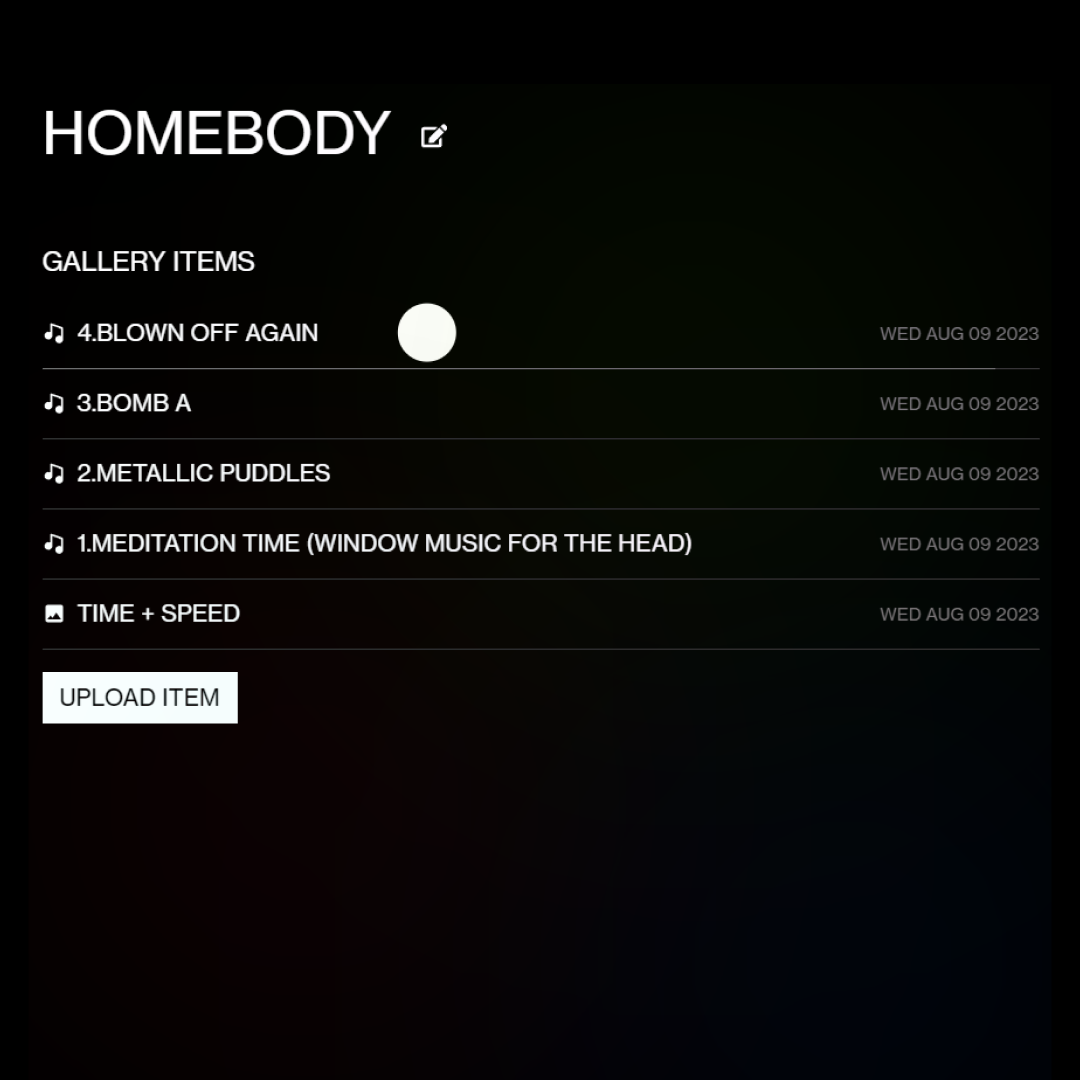 HOMEBODY
GALLERY ITEMS
4.BLOWN OFF AGAIN WED AUG 09 2023
3.BOMB A WED AUG 09 2023
2.METALLIC PUDDLES WED AUG 09 2023
1.MEDITATION TIME (WINDOW MUSIC FOR THE HEAD) WED AUG 09 2023
TIME + SPEED WED AUG 09 2023
UPLOAD ITEM